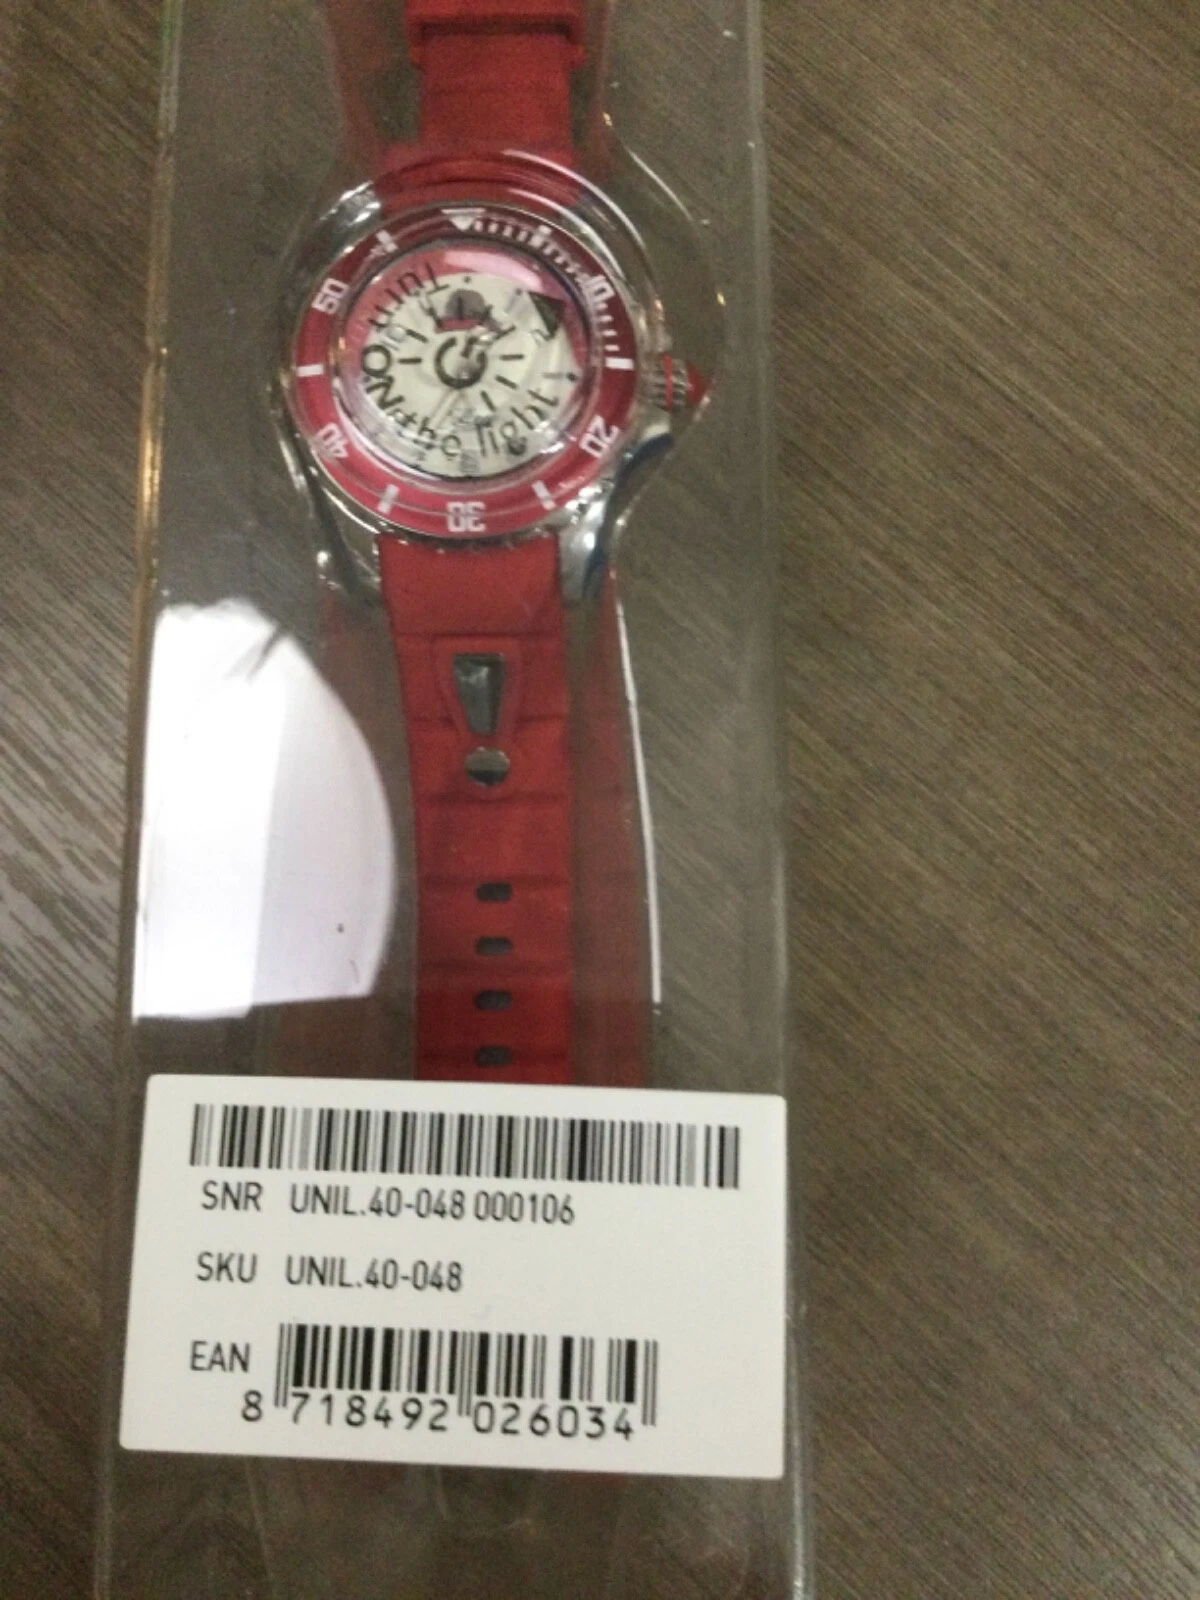 10
20
30
40
50
Turn
ON the light
SNR UNIL.40-048 000106
SKU UNIL.40-048
EAN
8 718492 026034